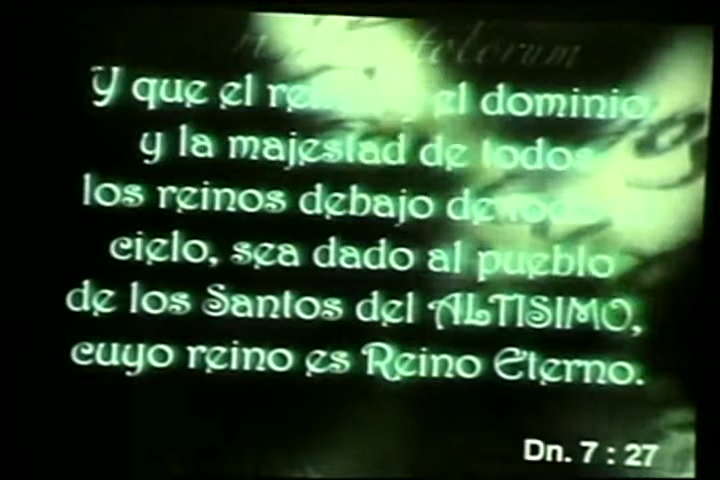 Y que el el dominio
y la majestad de todos
los reinos debajo de todo
cielo, sea dado al pueblo
de los Santos del ALTISIMO,
cuyo reino es Reino Eterno.
Dn. 7 : 27